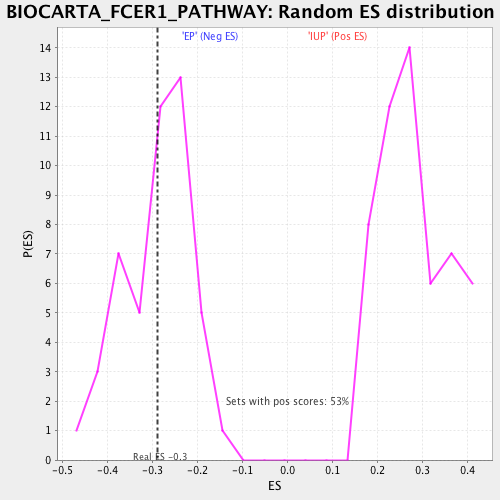 BIOCARTA_FCER1_PATHWAY: Random ES distribution
'EP' (Neg ES) 'IUP' (Pos ES)
14
13
12
11
10
9
8
7
6
5
4
3
2
1
0
P(ES)
Sets with pos scores: 53%
Real ES -0.3
-0.5 -0.4 -0.3 -0.2 -0.1 0.0 0.1 0.2 0.3 0.4
ES